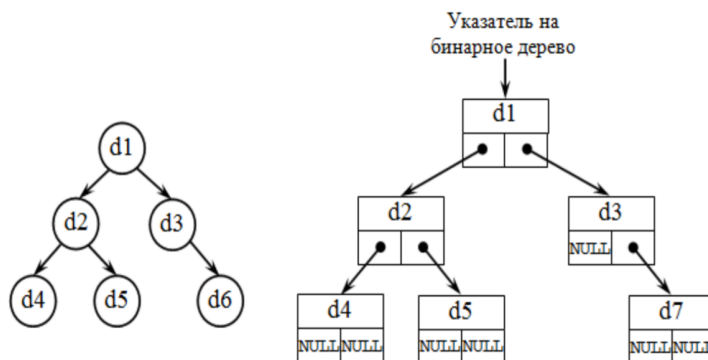 Указатель на
бинарное дерево
d1
d1
d2
d3
d2
d3
NULL
d4
d5
d6
d4
d5
d7
NULL NULL
NULL NULL
NULL NULL